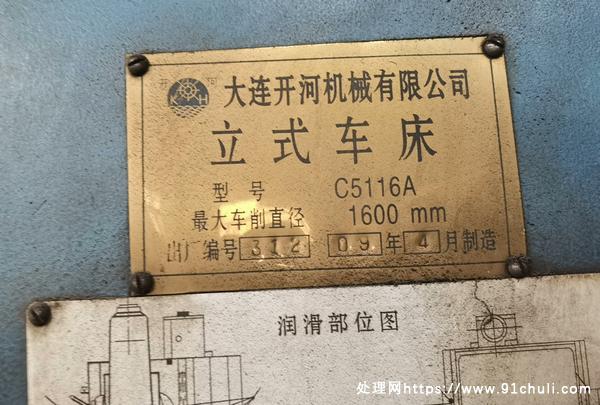 开 河
K H
大连开河机械有限公司
立式车床
型号 C5116A
最大车削直径 1600 mm
出厂编号 312 09 年 4 月制造
润滑部位图
处理网https://www.91chuli.com/